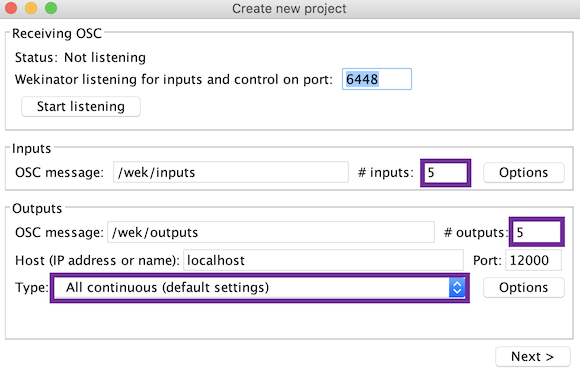 Create new project
Receiving OSC
Status: Not listening
Wekinator listening for inputs and control on port: 6448
Start listening
Inputs
OSC message: /wek/inputs # inputs: 5 Options
Outputs
OSC message: /wek/outputs # outputs: 5
Host (IP address or name): localhost Port: 12000
Type: All continuous (default settings) Options
Next >